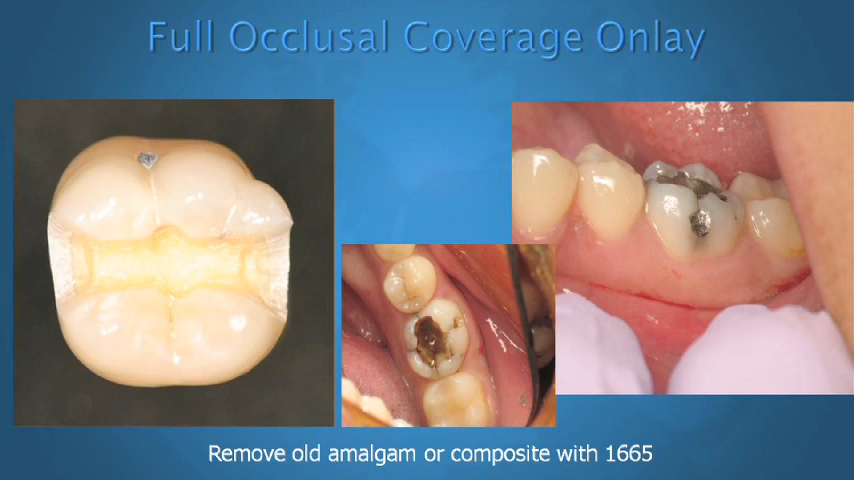 Full Occlusal Coverage Onlay
Remove old amalgam or composite with 1665